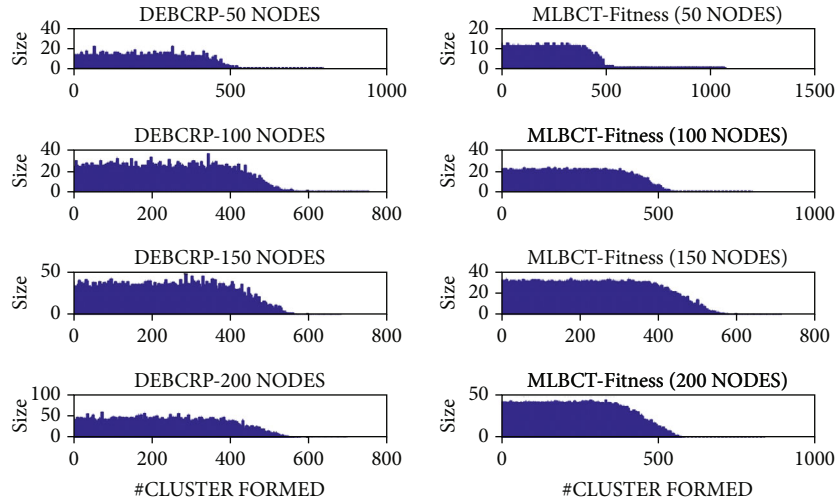 DEBCRP-50 NODES
MLBCT-Fitness (50 NODES)
Size
40
20
0
0 500 1000
Size
20
10
0
0 500 1000 1500
DEBCRP-100 NODES
MLBCT-Fitness (100 NODES)
Size
40
20
0
0 200 400 600 800
Size
40
20
0
0 500 1000
DEBCRP-150 NODES
MLBCT-Fitness (150 NODES)
Size
50
0
0 200 400 600 800
Size
40
20
0
0 200 400 600 800
DEBCRP-200 NODES
MLBCT-Fitness (200 NODES)
Size
100
50
0
0 200 400 600 800
Size
50
0
0 500 1000
#CLUSTER FORMED
#CLUSTER FORMED